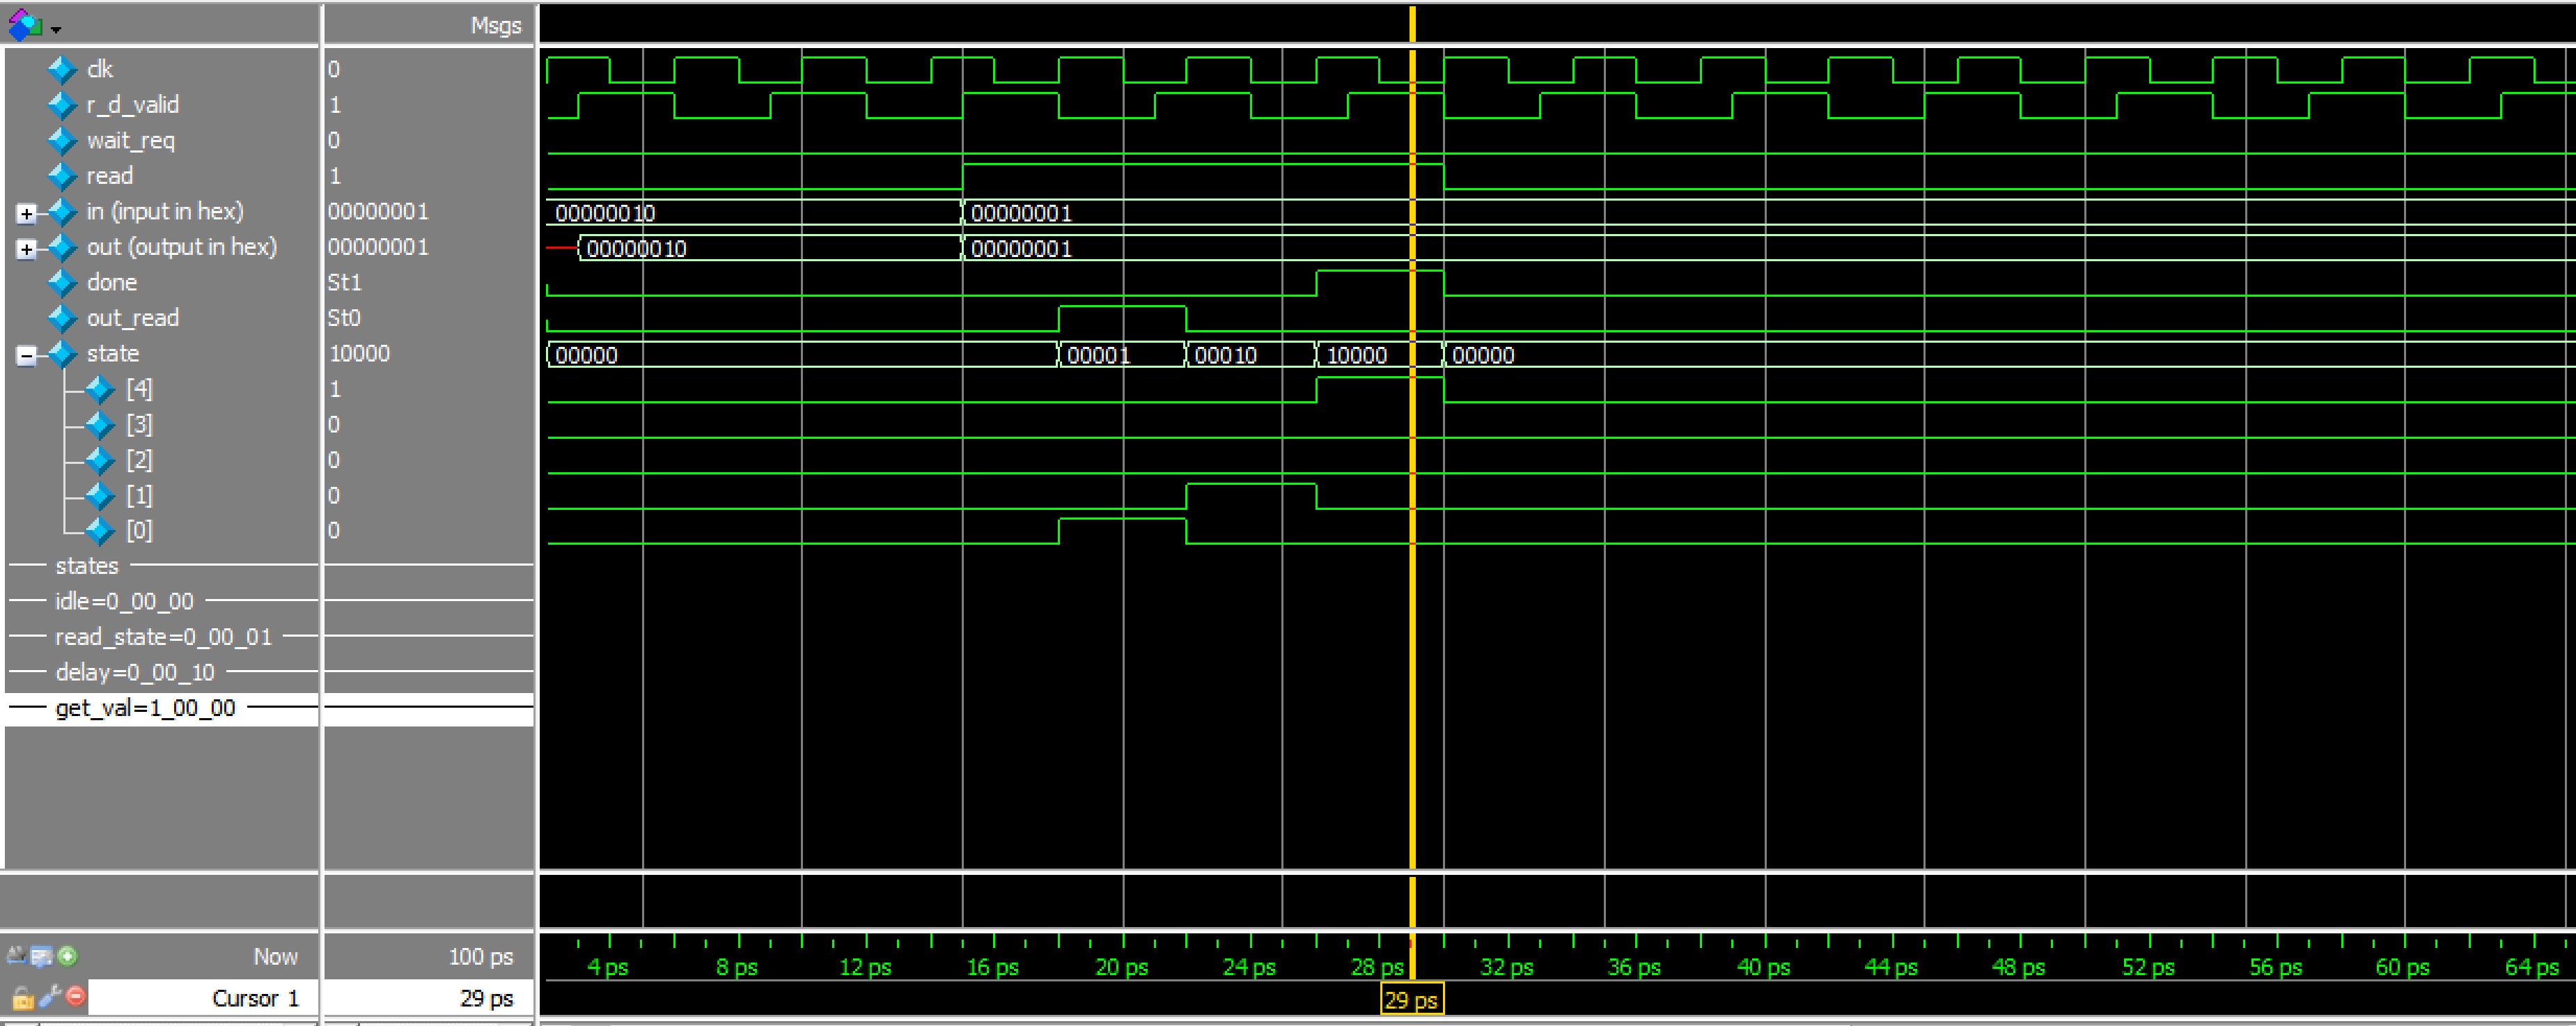 Msgs
clk 0
r_d_valid 1
wait_req 0
read 1
in (input in hex) 00000001 00000010 00000001
out (output in hex) 00000001 00000010 00000001
done St1
out_read St0
state 10000 00000 00001 00010 10000 00000
[4] 1
[3] 0
[2] 0
[1] 0
[0] 0
states
idle=0_00_00
read_state=0_00_01
delay=0_00_10
get_val=1_00_00
Now 100 ps 4 ps 8 ps 12 ps 16 ps 20 ps 24 ps 28 ps 32 ps 36 ps 40 ps 44 ps 48 ps 52 ps 56 ps 60 ps 64 ps
Cursor 1 29 ps 29 ps